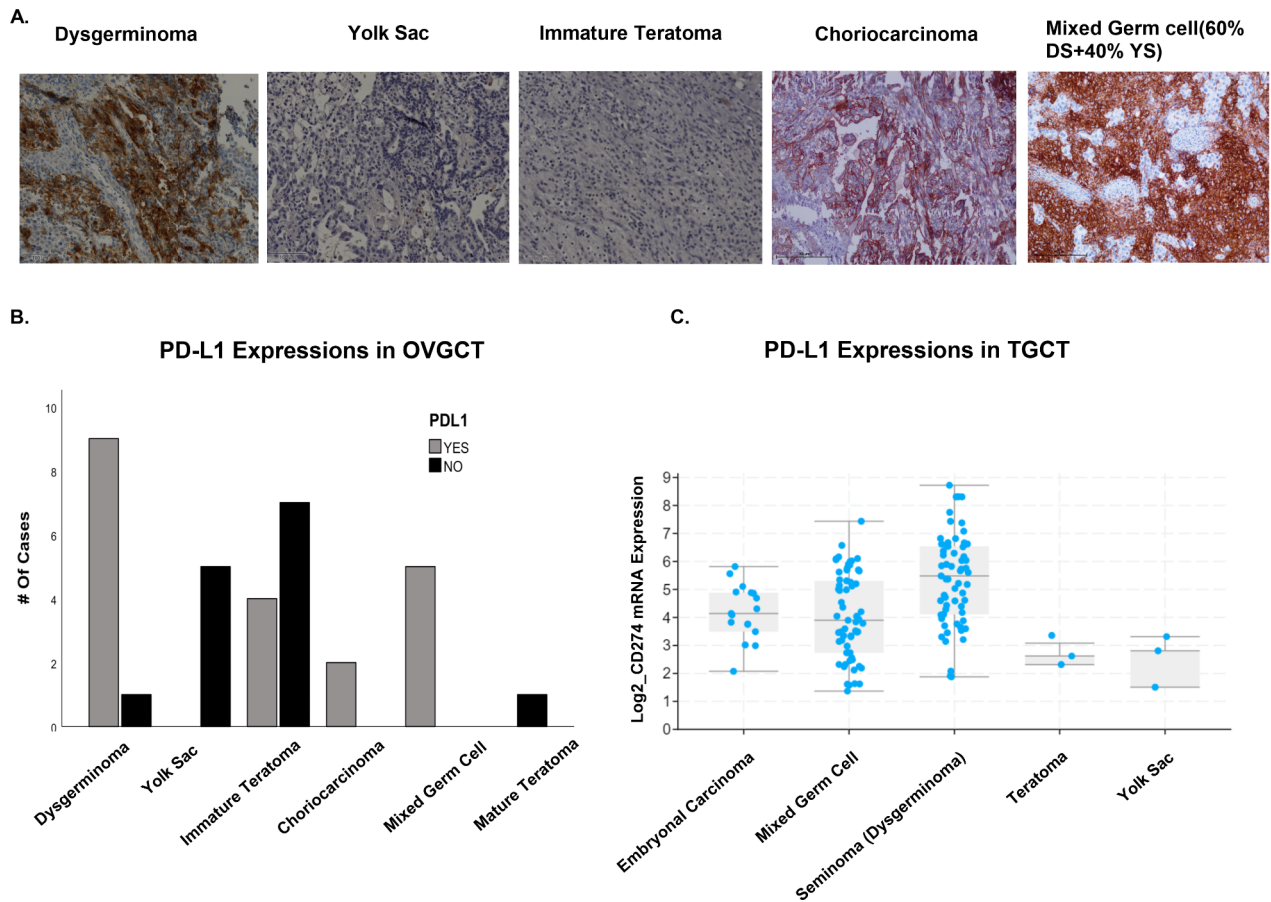 A.
Dysgerminoma
Yolk Sac
Immature Teratoma
Choriocarcinoma
Mixed Germ cell(60%
DS+40% YS)
B.
PD-L1 Expressions in OVGCT
# Of Cases
10
8
6
4
2
0
PDL1
YES
NO
Dysgerminoma
Yolk Sac
Immature Teratoma
Choriocarcinoma
Mixed Germ Cell
Mature Teratoma
C.
PD-L1 Expressions in TGCT
Log2_CD274 mRNA Expression
9
8
7
6
5
4
3
2
1
0
Embryonal Carcinoma
Mixed Germ Cell
Seminoma (Dysgerminoma)
Teratoma
Yolk Sac